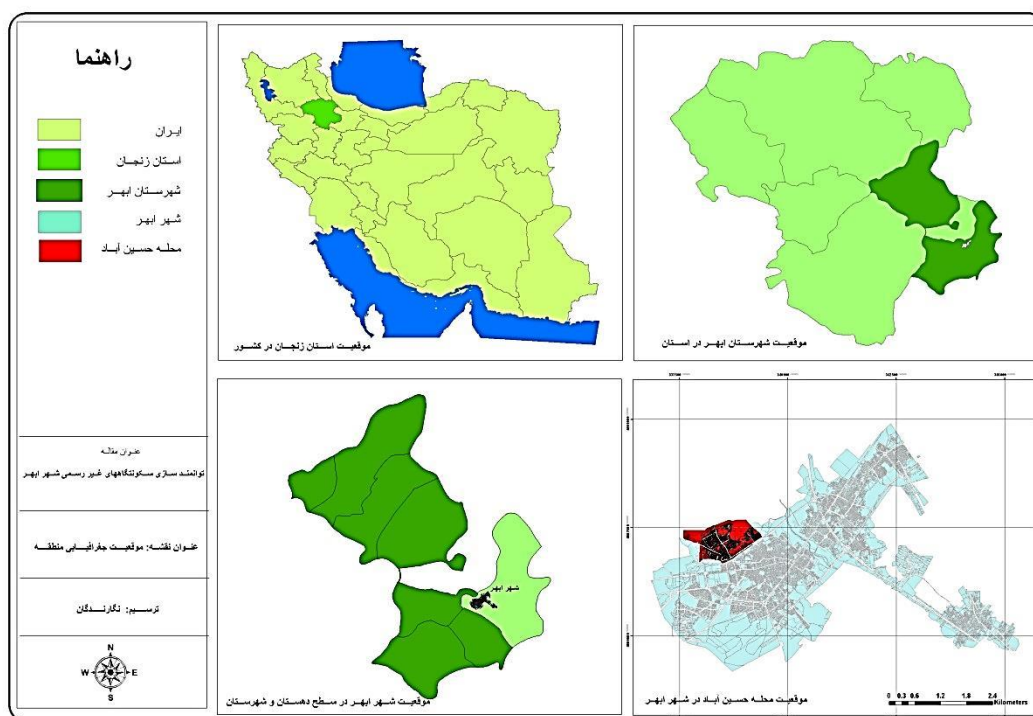 راهنما
ایران
استان زنجان
شهرستان ابهر
شهر ابهر
محله حسین آباد
عنوان مقاله
توانمند سازی سکونتگاههای غیر رسمی شهر ابهر
عنوان نقشه: موقعیت جغرافیایی منطقه
ترسیم: نگارندگان
N
W E
S
موقعیت استان زنجان در کشور
موقعیت شهرستان ابهر در استان
شهر ابهر
موقعیت شهر ابهر در سطح دهستان و شهرستان
موقعیت محله حسین آباد در شهر ابهر
0 0.3 0.6 1.2 1.8 2.4
Kilometers